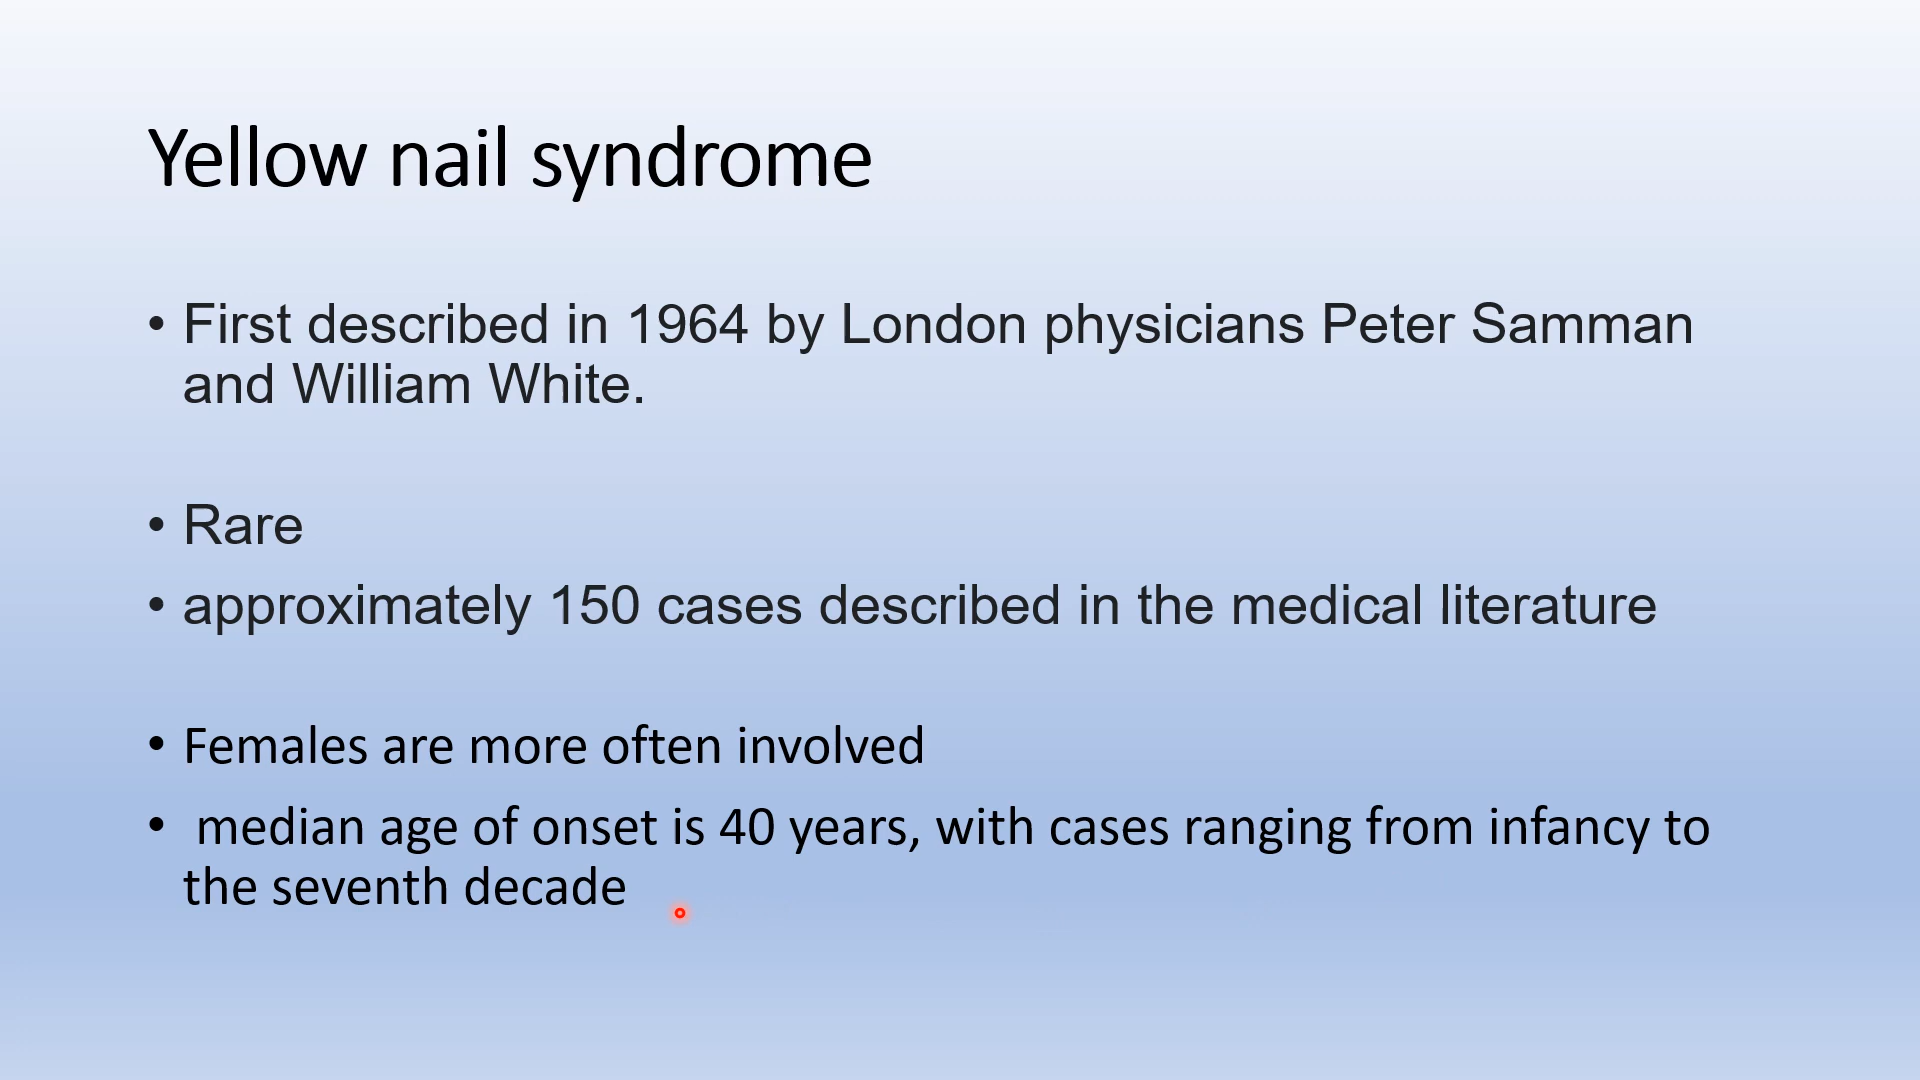 Yellow nail syndrome
• First described in 1964 by London physicians Peter Samman
and William White.
• Rare
• approximately 150 cases described in the medical literature
• Females are more often involved
• median age of onset is 40 years, with cases ranging from infancy to
the seventh decade